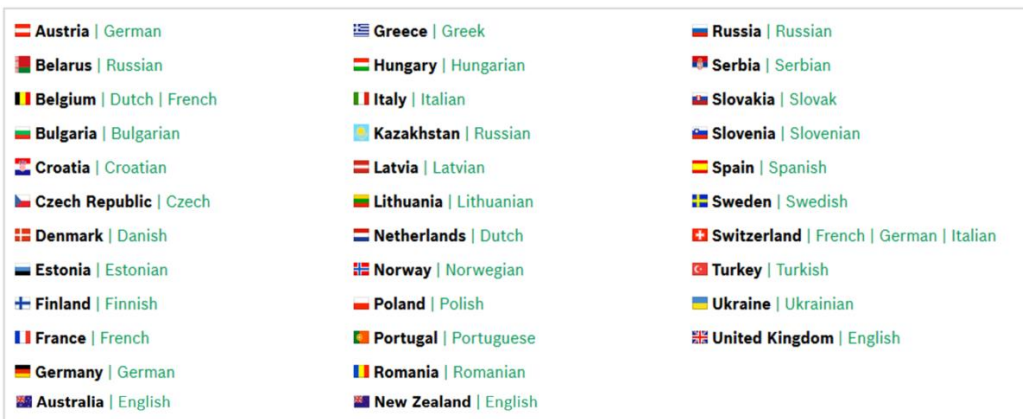 Austria | German
Belarus | Russian
Belgium | Dutch | French
Bulgaria | Bulgarian
Croatia | Croatian
Czech Republic | Czech
Denmark | Danish
Estonia | Estonian
Finland | Finnish
France | French
Germany | German
Australia | English
Greece | Greek
Hungary | Hungarian
Italy | Italian
Kazakhstan | Russian
Latvia | Latvian
Lithuania | Lithuanian
Netherlands | Dutch
Norway | Norwegian
Poland | Polish
Portugal | Portuguese
Romania | Romanian
New Zealand | English
Russia | Russian
Serbia | Serbian
Slovakia | Slovak
Slovenia | Slovenian
Spain | Spanish
Sweden | Swedish
Switzerland | French | German | Italian
Turkey | Turkish
Ukraine | Ukrainian
United Kingdom | English